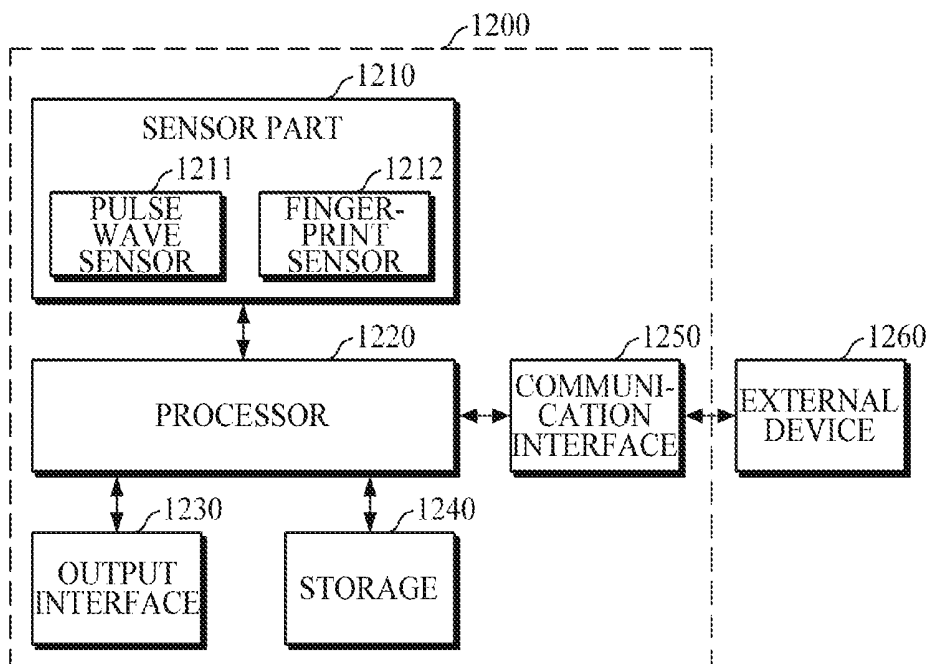 1200
1210
SENSOR PART
1211
1212
PULSE
WAVE
SENSOR
FINGER-
PRINT
SENSOR
1220
PROCESSOR
1250
COMMUNI-
CATION
INTERFACE
1260
EXTERNAL
DEVICE
1230
OUTPUT
INTERFACE
1240
STORAGE